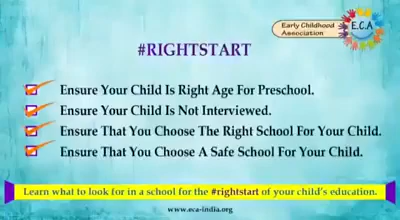 Early Childhood
Association
E.C.A
#RIGHTSTART
Ensure Your Child Is Right Age For Preschool.
Ensure Your Child Is Not Interviewed.
Ensure That You Choose The Right School For Your Child.
Ensure That You Choose A Safe School For Your Child.
Learn what to look for in a school for the #rightstart of your child's education.
www.eca-india.org